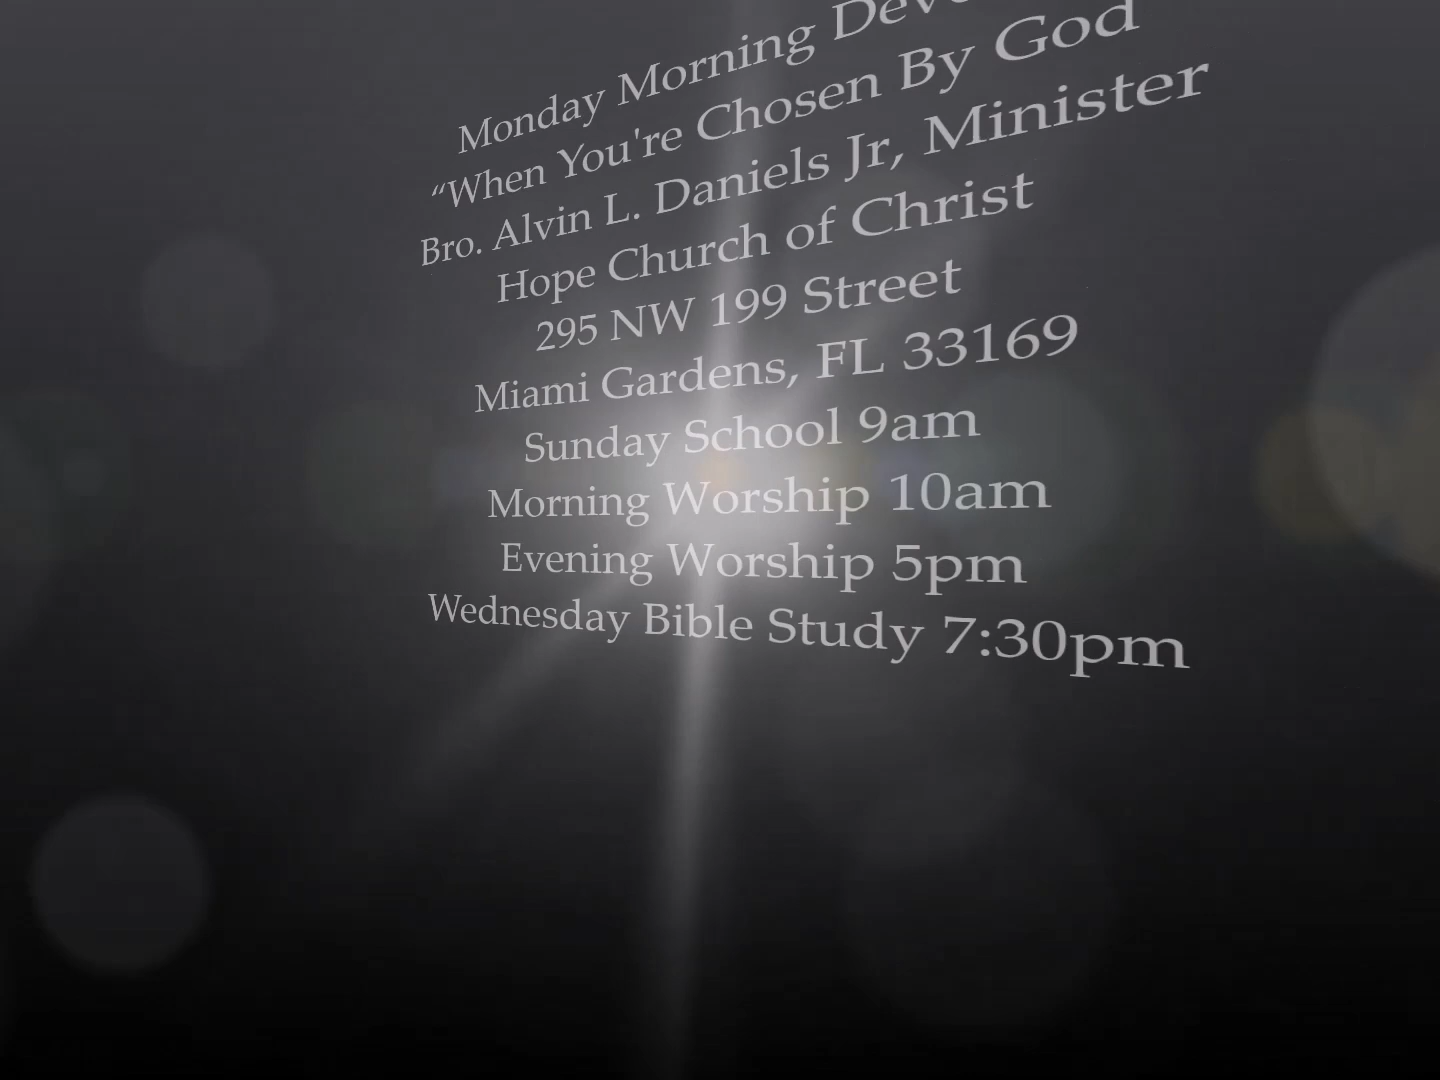 Monday Morning
“When You're Chosen By God
Bro. Alvin L. Daniels Jr, Minister
Hope Church of Christ
295 NW 199 Street
Miami Gardens, FL 33169
Sunday School 9am
Morning Worship 10am
Evening Worship 5pm
Wednesday Bible Study 7:30pm